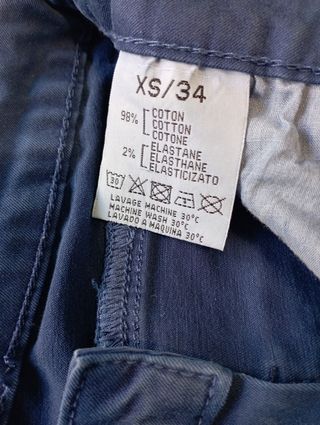 XS/34
98% COTON
COTTON
COTONE
2% ELASTANE
ELASTHANE
ELASTICIZATO
30
LAVAGE MACHINE 30°C
MACHINE WASH 30°C
LAVADO A MAQUINA 30°C